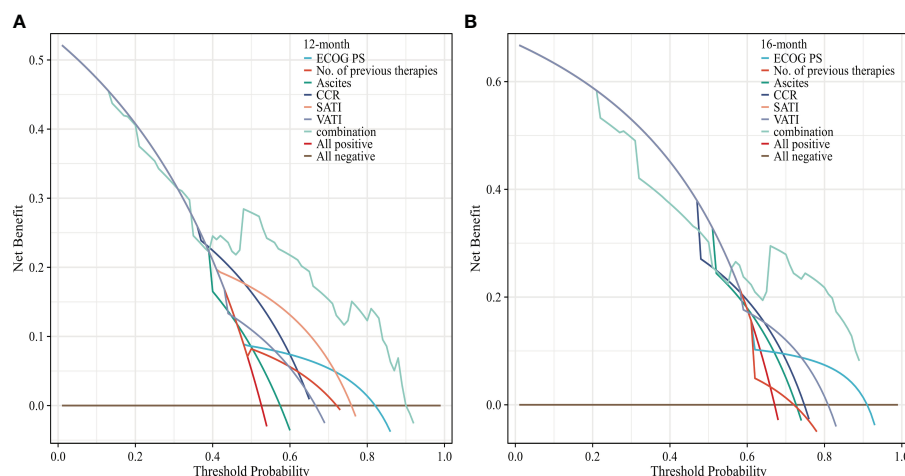 A
12-month
ECOG PS
No. of previous therapies
Ascites
CCR
SATI
VATI
combination
All positive
All negative
Net Benefit
0.5
0.4
0.3
0.2
0.1
0.0
0.0 0.2 0.4 0.6 0.8 1.0
Threshold Probability
B
16-month
ECOG PS
No. of previous therapies
Ascites
CCR
SATI
VATI
combination
All positive
All negative
Net Benefit
0.6
0.4
0.2
0.0
0.0 0.2 0.4 0.6 0.8 1.0
Threshold Probability